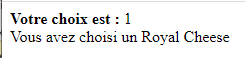 Votre choix est : 1
Vous avez choisi un Royal Cheese